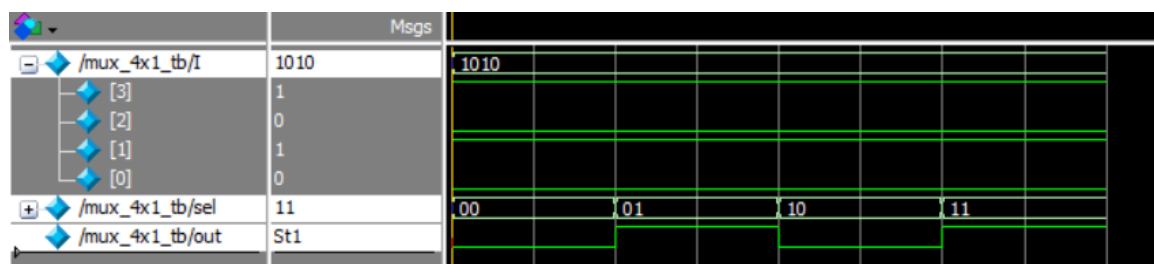 Msgs
/mux_4x1_tb/I 1010 1010
[3] 1
[2] 0
[1] 1
[0] 0
/mux_4x1_tb/sel 11 00 01 10 11
/mux_4x1_tb/out St1